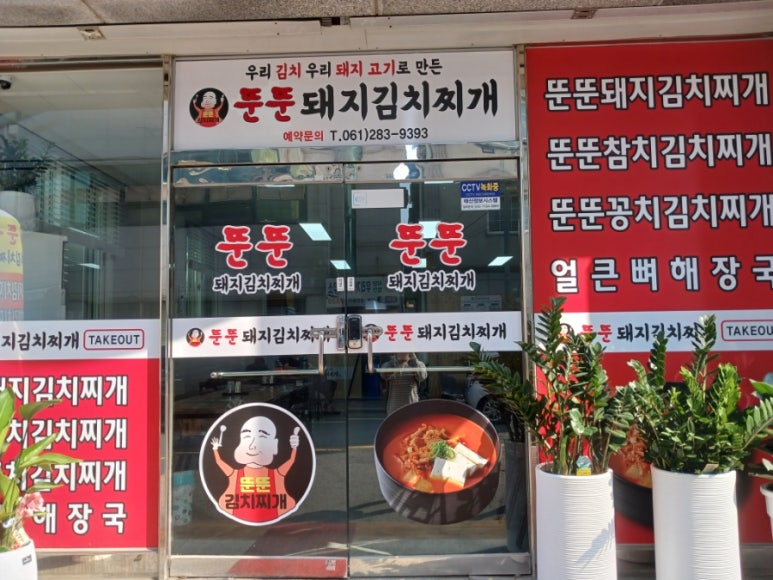 우리 김치 우리 돼지 고기로 만든
뚠뚠돼지김치찌개
예약문의 T.061)283-9393
뚠뚠돼지김치찌개
뚠뚠참치김치찌개
뚠뚠꽁치김치찌개
얼큰뼈해장국
CCTV녹화중
뚠뚠
돼지김치찌개
뚠뚠
돼지김치찌개
돼지김치찌개 TAKEOUT
뚠뚠돼지김치찌개
뚠뚠돼지김치찌개
뚠뚠돼지김치찌개 TAKEOUT
돼지김치찌개
치김치찌개
치김치찌개
해장국
뚠뚠
김치찌개